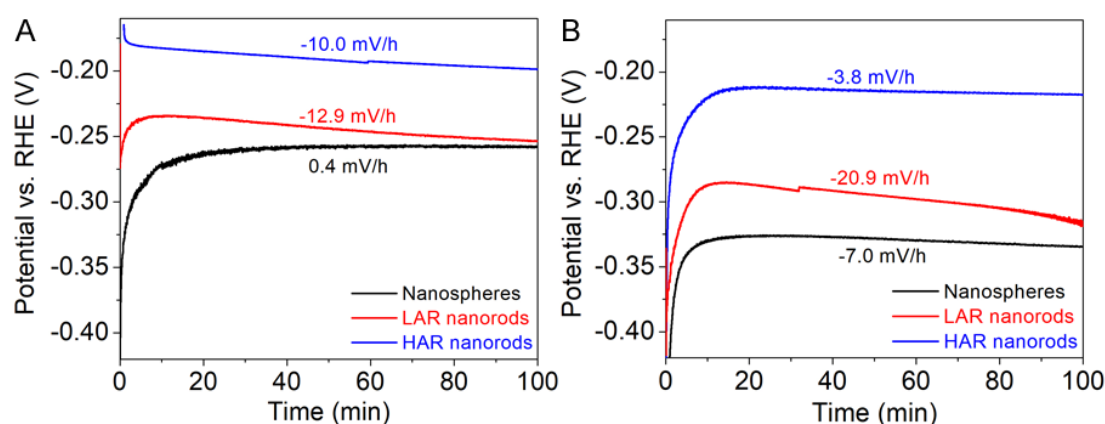 A
Potential vs. RHE (V)
-0.20
-0.25
-0.30
-0.35
-0.40
-10.0 mV/h
-12.9 mV/h
0.4 mV/h
Nanospheres
LAR nanorods
HAR nanorods
0 20 40 60 80 100
Time (min)
B
Potential vs. RHE (V)
-0.20
-0.25
-0.30
-0.35
-0.40
-3.8 mV/h
-20.9 mV/h
-7.0 mV/h
Nanospheres
LAR nanorods
HAR nanorods
0 20 40 60 80 100
Time (min)